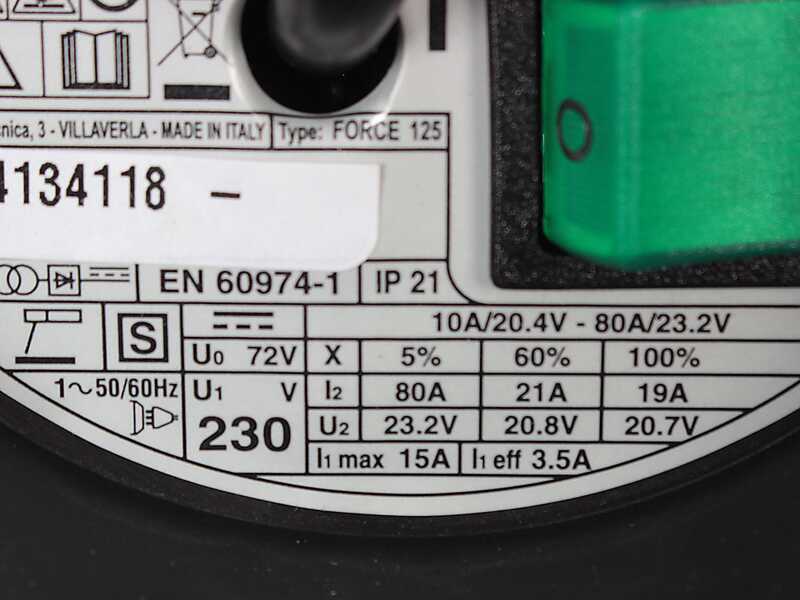 3 - VILLAVERLA - MADE IN ITALY Type: FORCE 125
4134118 -
EN 60974-1 IP 21
S 10A/20.4V - 80A/23.2V
U0 72V X 5% 60% 100%
1~50/60Hz U1 V I2 80A 21A 19A
230 U2 23.2V 20.8V 20.7V
I1 max 15A I1 eff 3.5A